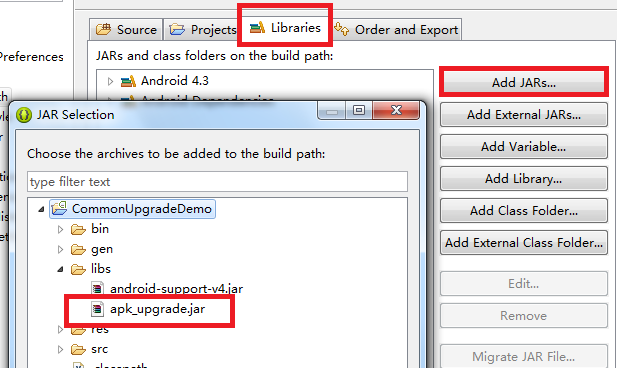 Source
Projects
Libraries
Order and Export
Preferences
JARs and class folders on the build path:
Android 4.3
Android Dependencies
Add JARs...
Add External JARs...
Add Variable...
Add Library...
Add Class Folder...
Add External Class Folder...
Edit...
Remove
Migrate JAR File...
JAR Selection
Choose the archives to be added to the build path:
type filter text
CommonUpgradeDemo
bin
gen
libs
android-support-v4.jar
apk_upgrade.jar
res
src
.classpath